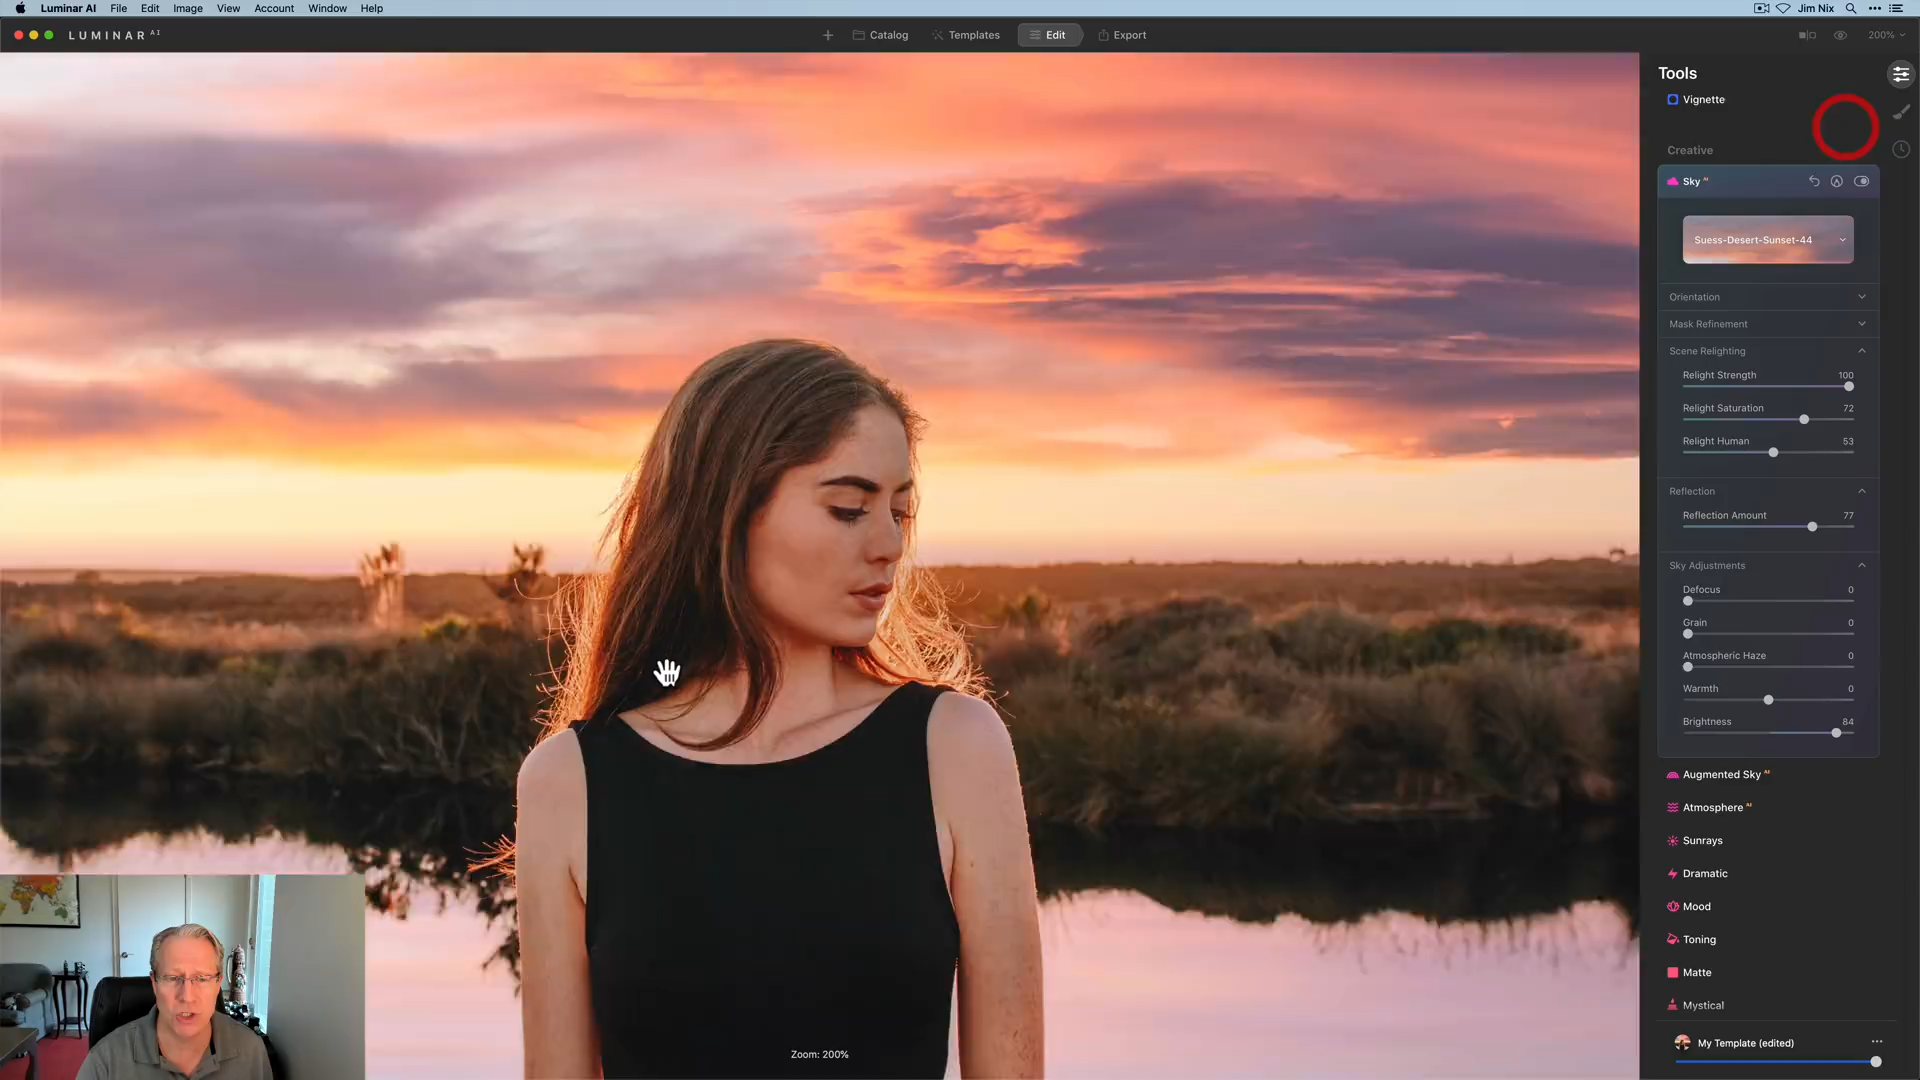 Luminar AI File Edit Image View Account Window Help Jim Nix
LUMINAR AI Catalog Templates Edit Export 200%
Tools
Vignette
Creative
Sky AI
Suess-Desert-Sunset-44
Orientation
Mask Refinement
Scene Relighting
Relight Strength 100
Relight Saturation 72
Relight Human 53
Reflection
Reflection Amount 77
Sky Adjustments
Defocus 0
Grain 0
Atmospheric Haze 0
Warmth 0
Brightness 84
Augmented Sky AI
Atmosphere AI
Sunrays
Dramatic
Mood
Toning
Matte
Mystical
My Template (edited)
Zoom: 200%